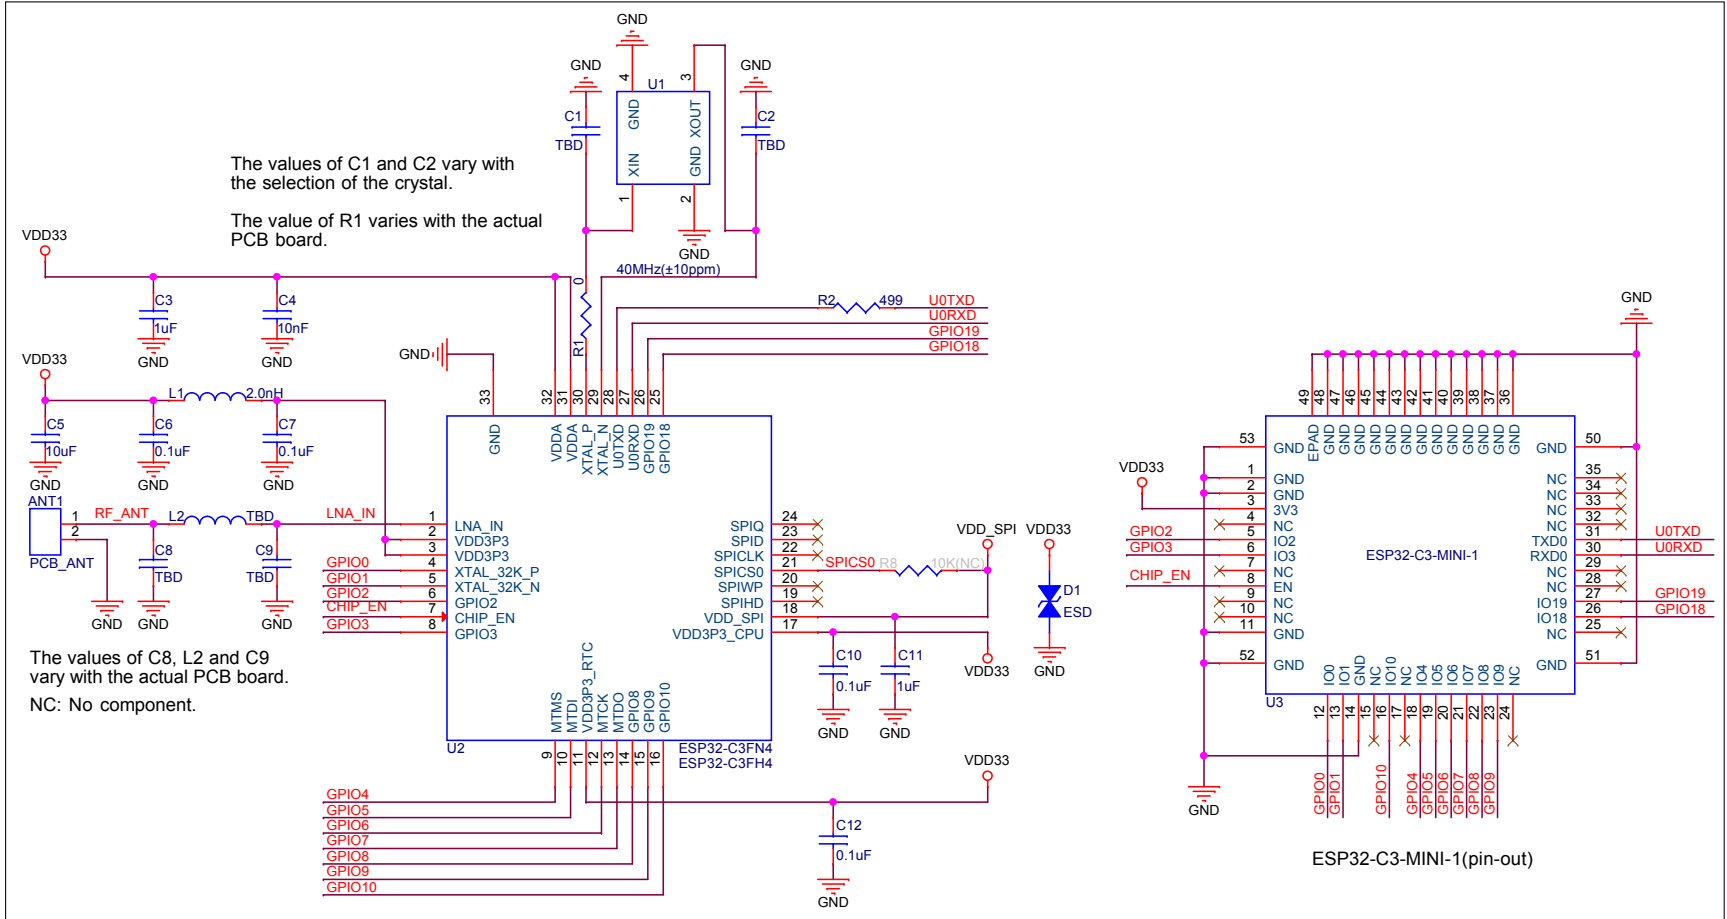 GND
GND
GND
4
3
U1
C1
TBD
GND
XOUT
XIN
GND
C2
TBD
1
2
GND
40MHz(±10ppm)
The values of C1 and C2 vary with
the selection of the crystal.
The value of R1 varies with the actual
PCB board.
VDD33
C3
1uF
GND
C4
10nF
GND
0
R1
R2
499
U0TXD
U0RXD
GPIO19
GPIO18
GND
VDD33
L1
2.0nH
C5
10uF
GND
C6
0.1uF
GND
C7
0.1uF
GND
33
32
31
30
29
28
27
26
25
GND
VDDA
VDDA
XTAL_P
XTAL_N
U0TXD
U0RXD
GPIO19
GPIO18
ANT1
1
2
PCB_ANT
RF_ANT
L2
TBD
LNA_IN
C8
TBD
C9
TBD
GND
GND
GND
GPIO0
GPIO1
GPIO2
CHIP_EN
GPIO3
1 LNA_IN
2 VDD3P3
3 VDD3P3
4 XTAL_32K_P
5 XTAL_32K_N
6 GPIO2
7 CHIP_EN
8 GPIO3
SPIQ 24
SPID 23
SPICLK 22
SPICS0 21
SPIWP 20
SPIHD 19
VDD_SPI 18
VDD3P3_CPU 17
SPICS0
R8
10K(NC)
VDD_SPI
VDD33
D1
ESD
GND
VDD33
C10
0.1uF
GND
C11
1uF
GND
The values of C8, L2 and C9
vary with the actual PCB board.
NC: No component.
MTMS
MTDI
VDD3P3_RTC
MTCK
MTDO
GPIO8
GPIO9
GPIO10
9
10
11
12
13
14
15
16
U2
ESP32-C3FN4
ESP32-C3FH4
GPIO4
GPIO5
GPIO6
GPIO7
GPIO8
GPIO9
GPIO10
VDD33
C12
0.1uF
GND
GND
49
48
47
46
45
44
43
42
41
40
39
38
37
36
EPAD
GND
GND
GND
GND
GND
GND
GND
GND
GND
GND
GND
GND
GND
VDD33
GPIO2
GPIO3
CHIP_EN
53 GND
1 GND
2 GND
3 3V3
4 NC
5 IO2
6 IO3
7 NC
8 EN
9 NC
10 NC
11 GND
52 GND
ESP32-C3-MINI-1
GND 50
NC 35
NC 34
NC 33
NC 32
TXD0 31
RXD0 30
NC 29
NC 28
IO19 27
IO18 26
NC 25
GND 51
U0TXD
U0RXD
GPIO19
GPIO18
IO0
IO1
GND
NC
IO10
NC
IO4
IO5
IO6
IO7
IO8
IO9
NC
U3
12
13
14
15
16
17
18
19
20
21
22
23
24
GND
GPIO0
GPIO1
GPIO10
GPIO4
GPIO5
GPIO6
GPIO7
GPIO8
GPIO9
ESP32-C3-MINI-1(pin-out)